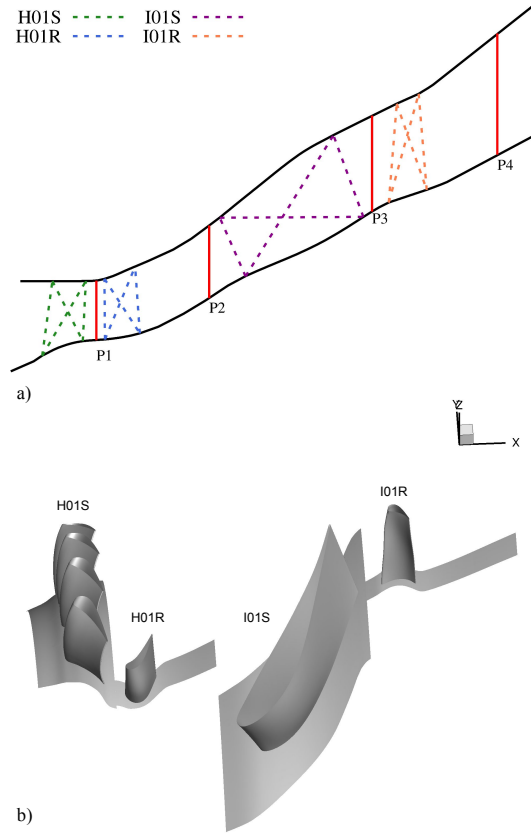 H01S I01S
H01R I01R
P4
P3
P2
P1
a)
Y Z
X
I01R
H01S
H01R I01S
b)